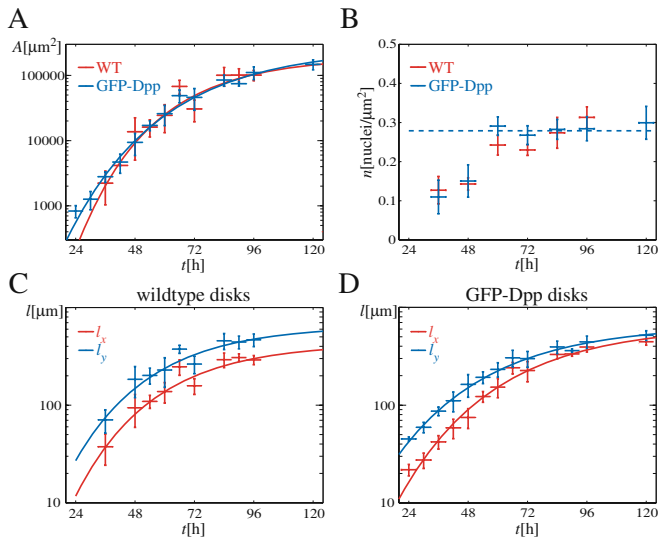 A
A[μm²]
WT
GFP-Dpp
100000
10000
1000
24 48 72 96 120
t[h]
B
n[nuclei/μm²]
0.5
0.4
0.3
0.2
0.1
0
WT
GFP-Dpp
24 48 72 96 120
t[h]
C
wildtype disks
l[μm]
lx
ly
1000
100
10
24 48 72 96 120
t[h]
D
GFP-Dpp disks
l[μm]
lx
ly
1000
100
10
24 48 72 96 120
t[h]